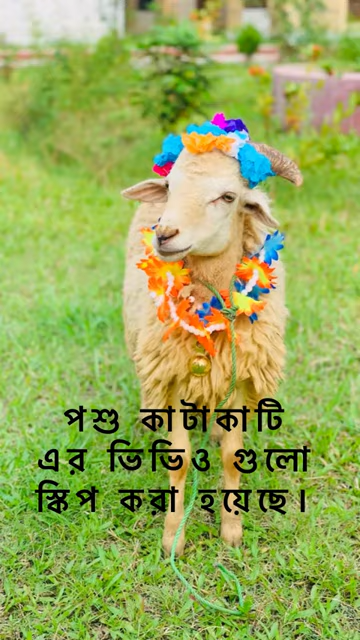 পশু কাটাকাটি
এর ভিভিও গুলো
স্কিপ করা হয়েছে।